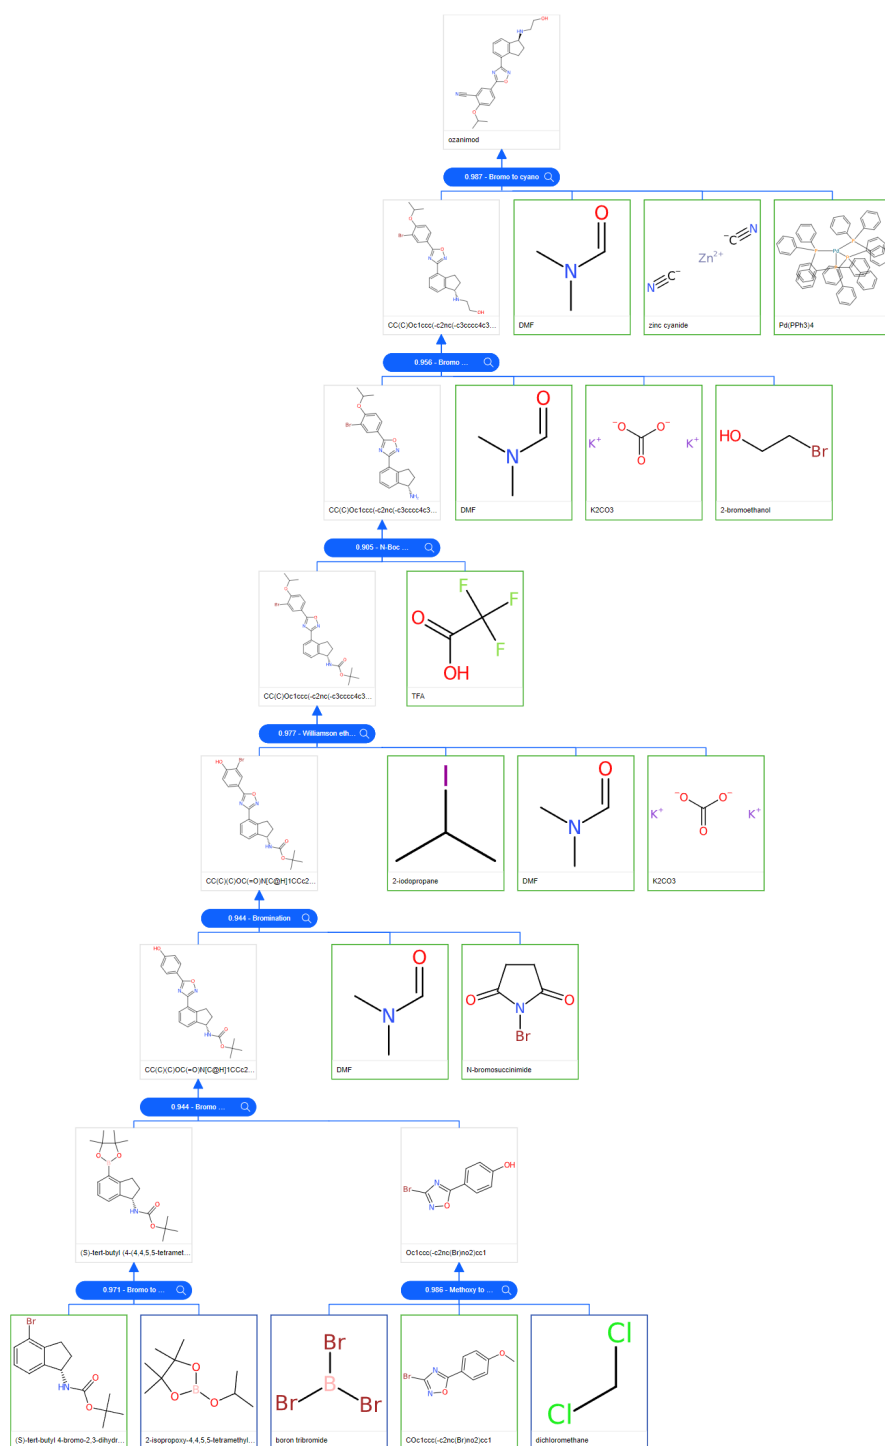 ozanimod
0.987 - Bromo to cyano
CC(C)Oc1ccc(-c2nc(-c3cccc4c3...
DMF
zinc cyanide
Pd(PPh3)4
0.956 - Bromo ...
CC(C)Oc1ccc(-c2nc(-c3cccc4c3...
DMF
K2CO3
2-bromoethanol
0.905 - N-Boc ...
CC(C)Oc1ccc(-c2nc(-c3cccc4c3...
TFA
0.977 - Williamson eth...
CC(C)(C)OC(=O)N[C@H]1CCc2...
2-iodopropane
DMF
K2CO3
0.944 - Bromination
CC(C)(C)OC(=O)N[C@H]1CCc2...
DMF
N-bromosuccinimide
0.944 - Bromo ...
(S)-tert-butyl (4-(4,4,5,5-tetramet...
Oc1ccc(-c2nc(Br)no2)cc1
0.971 - Bromo to ...
0.986 - Methoxy to ...
(S)-tert-butyl 4-bromo-2,3-dihydr...
2-isopropoxy-4,4,5,5-tetramethyl...
boron tribromide
COc1ccc(-c2nc(Br)no2)cc1
dichloromethane